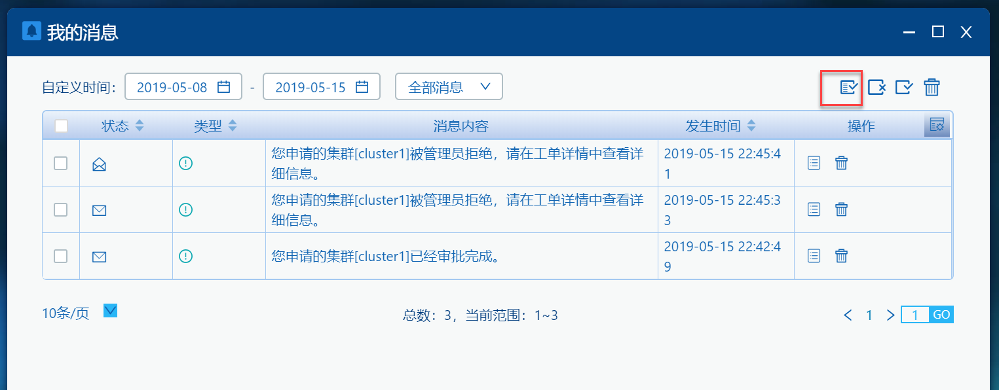 我的消息
自定义时间： 2019-05-08 - 2019-05-15 全部消息
状态 类型 消息内容 发生时间 操作
您申请的集群[cluster1]被管理员拒绝，请在工单详情中查看详 2019-05-15 22:45:4
细信息。 1
您申请的集群[cluster1]被管理员拒绝，请在工单详情中查看详 2019-05-15 22:45:3
细信息。 3
您申请的集群[cluster1]已经审批完成。 2019-05-15 22:42:4
9
10条/页 总数：3，当前范围：1~3 1 1 GO